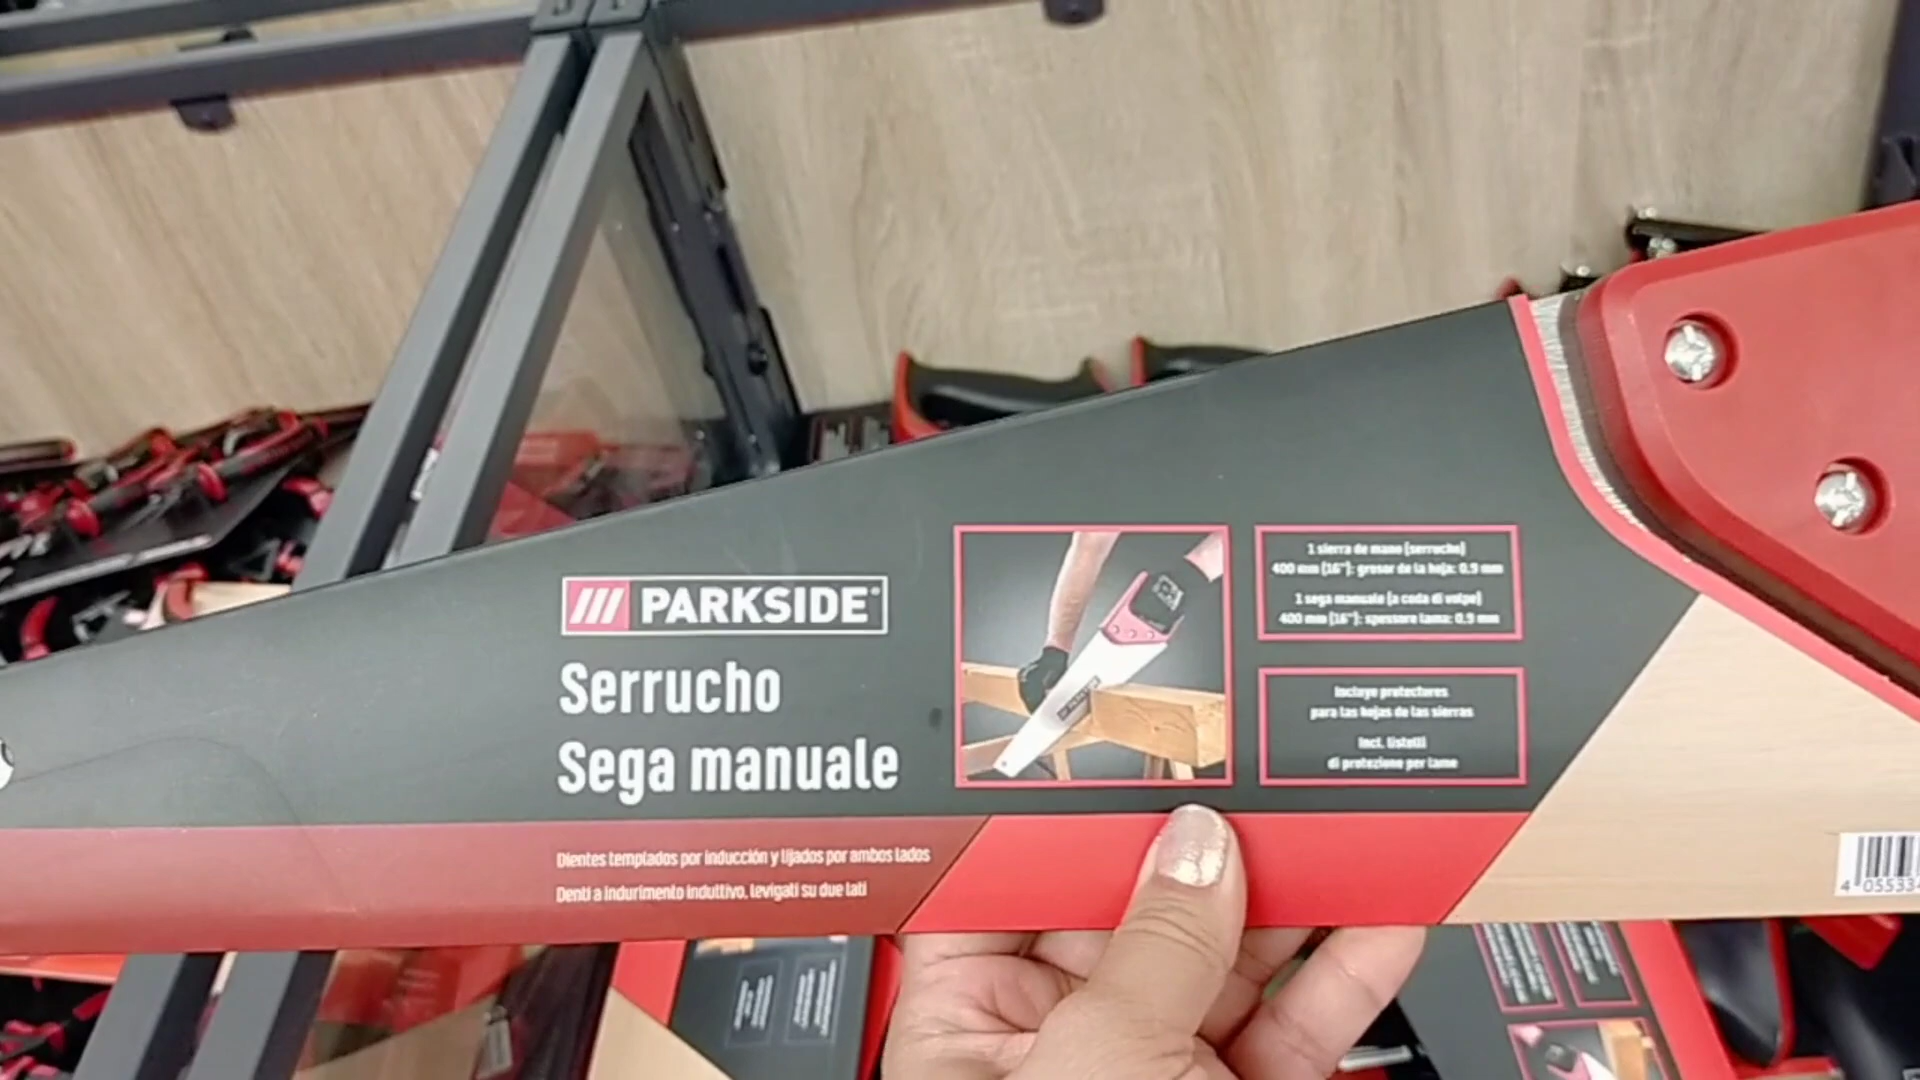 PARKSIDE®
Serrucho
Sega manuale
Dientes templados por inducción y lijados por ambos lados
Denti a indurimento induttivo, levigati su due lati
1 sierra de mano (serrucho)
400 mm (16"): grosor de la hoja: 0.9 mm
1 sega manuale (a coda di volpe)
400 mm (16"): spessore lama: 0.9 mm
Incluye protectores
para las hojas de las sierras
Incl. listelli
di protezione per lame
4 05533